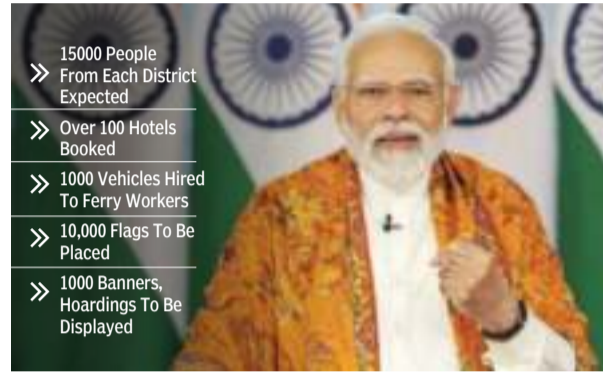 15000 People
From Each District
Expected
Over 100 Hotels
Booked
1000 Vehicles Hired
To Ferry Workers
10,000 Flags To Be
Placed
1000 Banners,
Hoardings To Be
Displayed